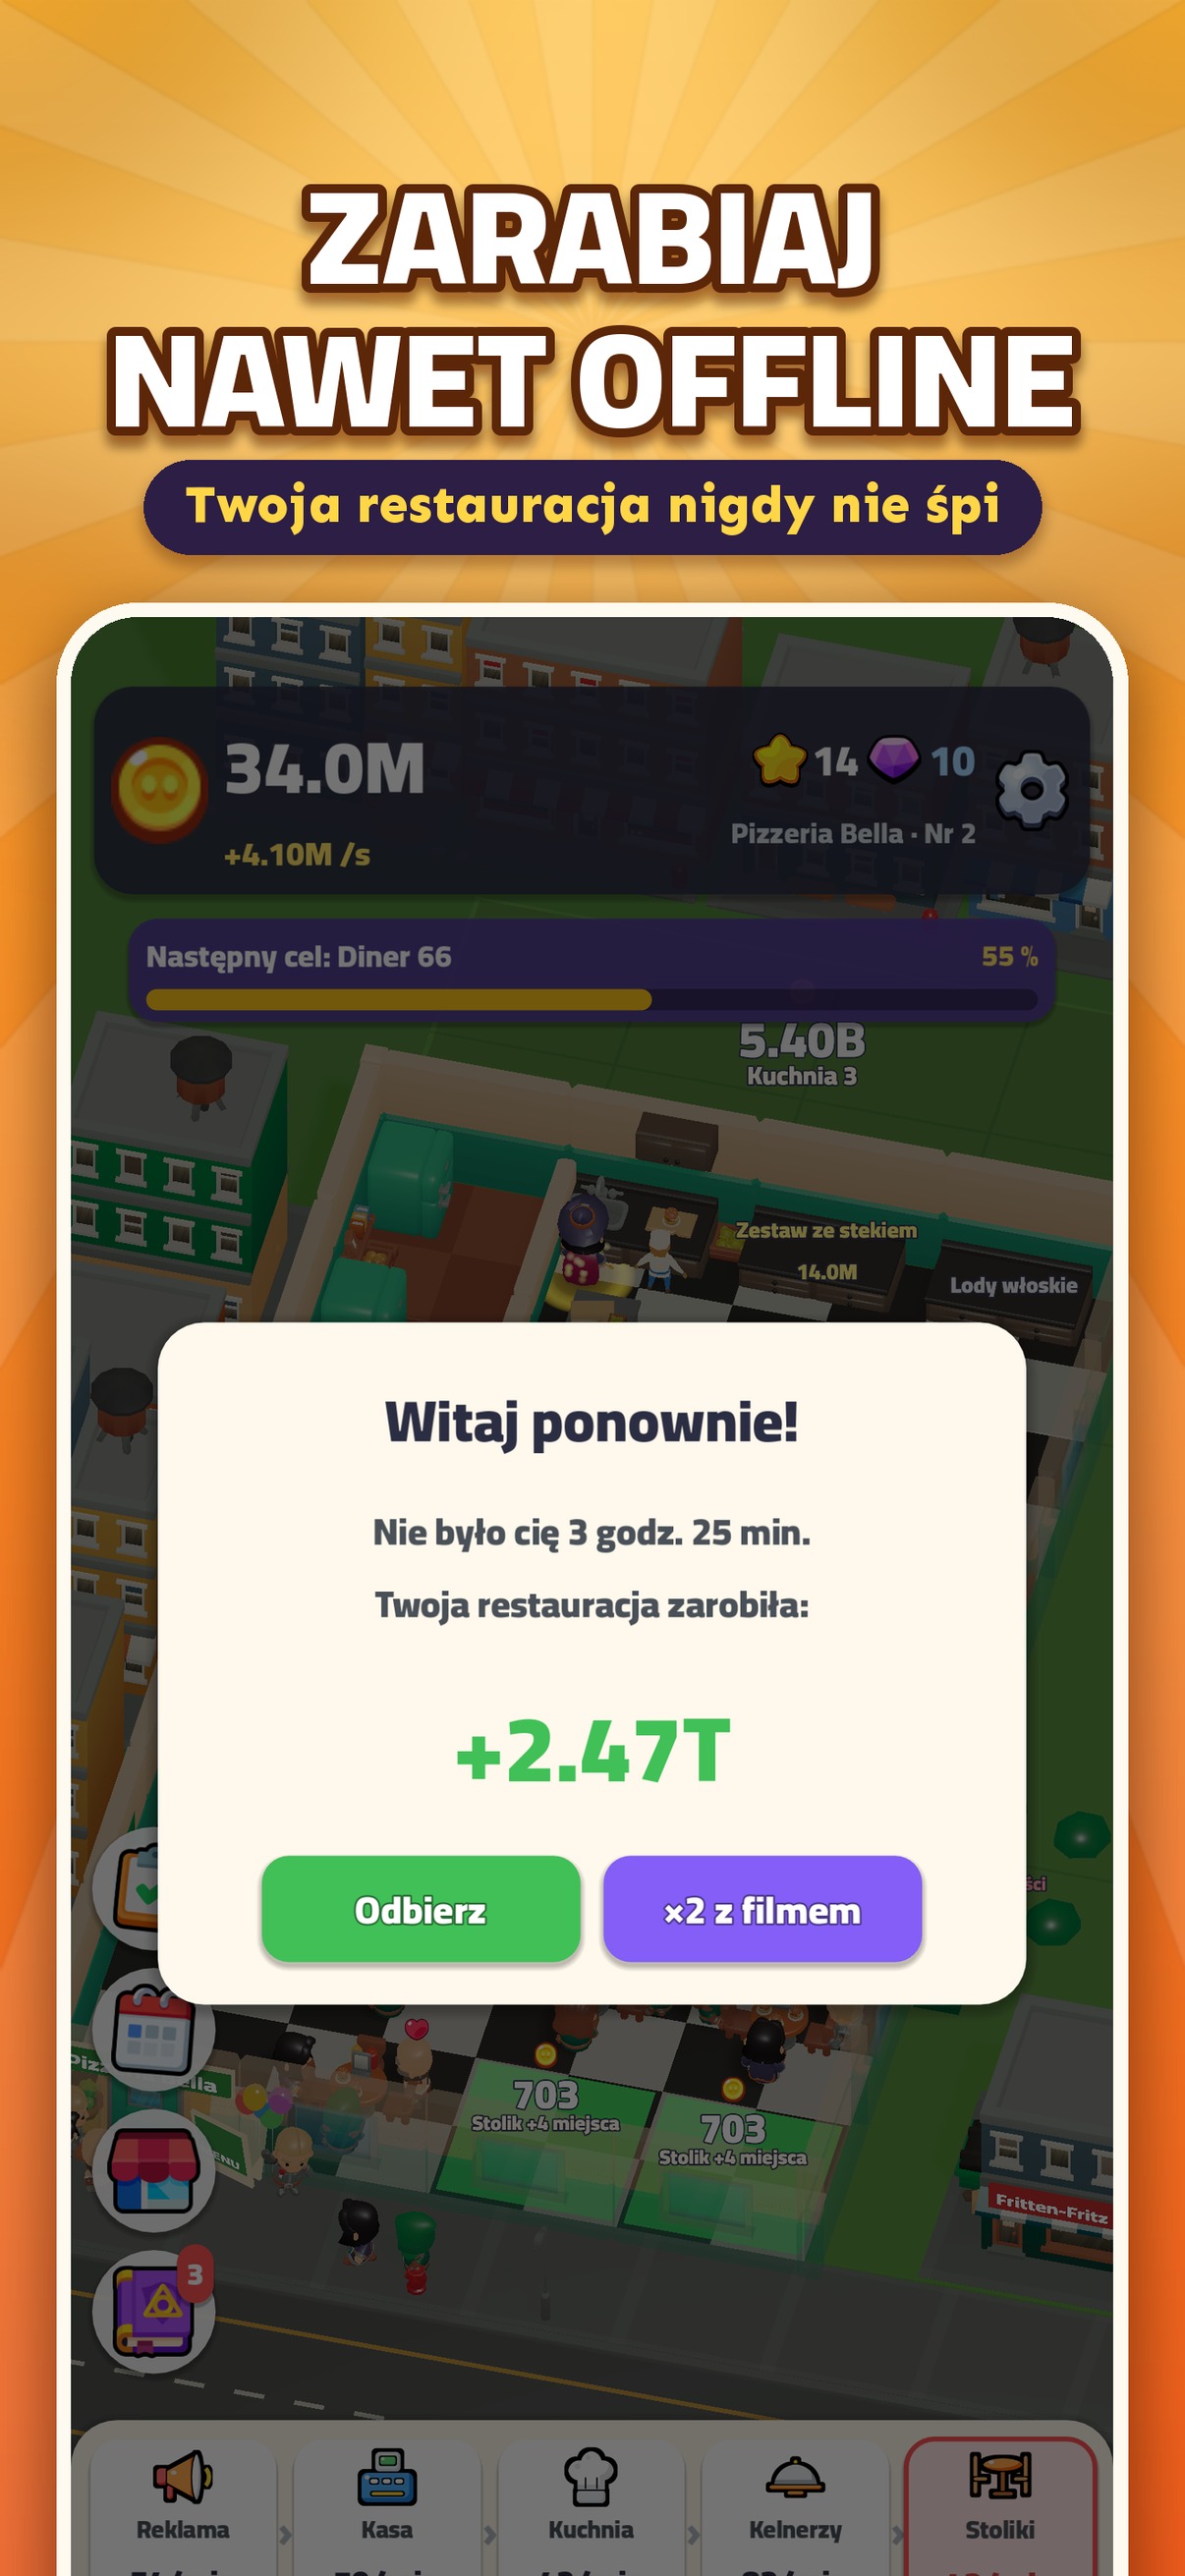 ZARABIAJ
NAWET OFFLINE
Twoja restauracja nigdy nie śpi
34.0M
14 10
+4.10M /s
Pizzeria Bella · Nr 2
Następny cel: Diner 66 55 %
5.40B
Kuchnia 3
Zestaw ze stekiem
14.0M
Lody włoskie
Witaj ponownie!
Nie było cię 3 godz. 25 min.
Twoja restauracja zarobiła:
+2.47T
Odbierz
×2 z filmem
703
Stolik +4 miejsca
703
Stolik +4 miejsca
Fritten-Fritz
3
Reklama
Kasa
Kuchnia
Kelnerzy
Stoliki